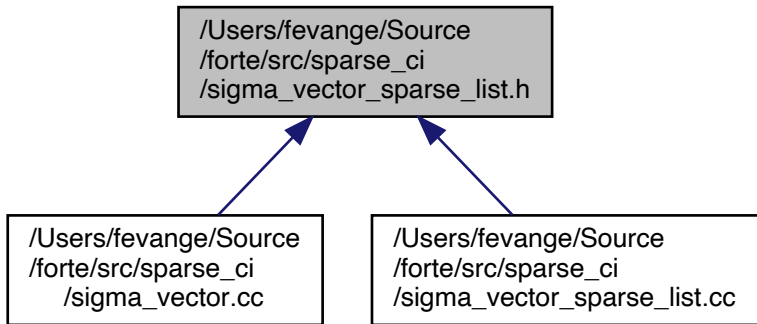 /Users/fevange/Source
/forte/src/sparse_ci
/sigma_vector_sparse_list.h
/Users/fevange/Source
/forte/src/sparse_ci
/sigma_vector.cc
/Users/fevange/Source
/forte/src/sparse_ci
/sigma_vector_sparse_list.cc